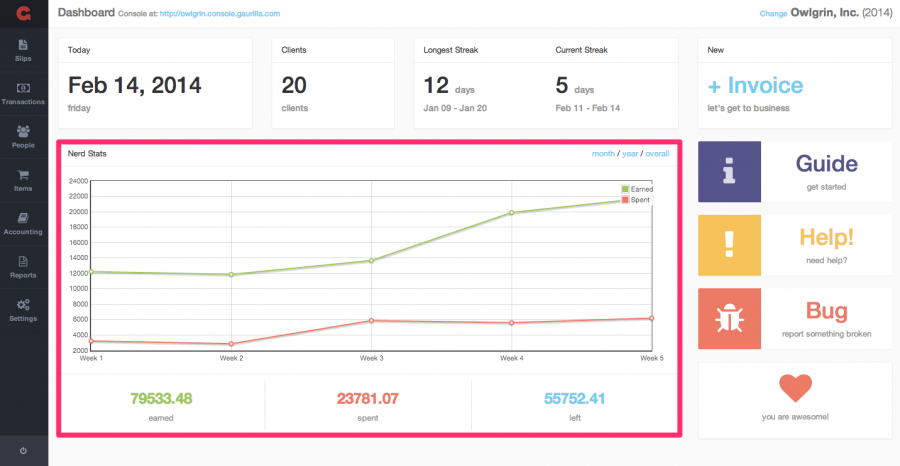 Dashboard Console at: http://owlgrin.console.gaurilla.com
Change Owlgrin, Inc. (2014)
Slips
Transactions
People
Items
Accounting
Reports
Settings
Today
Feb 14, 2014
friday
Clients
20
clients
Longest Streak
12 days
Jan 09 - Jan 20
Current Streak
5 days
Feb 11 - Feb 14
New
+ Invoice
let's get to business
Nerd Stats
month / year / overall
24000
22000
20000
18000
16000
14000
12000
10000
8000
6000
4000
2000
Week 1
Week 2
Week 3
Week 4
Week 5
Earned
Spent
79533.48
earned
23781.07
spent
55752.41
left
Guide
get started
Help!
need help?
Bug
report something broken
you are awesome!